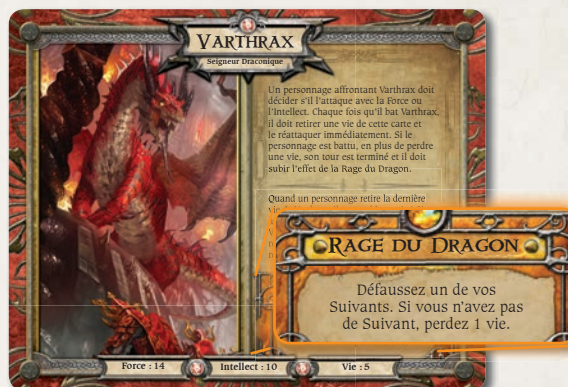 VARTHRAX
Seigneur Draconique
Un personnage affrontant Varthrax doit
décider s'il l'attaque avec la Force ou
l'Intellect. Chaque fois qu'il bat Varthrax,
il doit retirer une vie de cette carte et
le réattaquer immédiatement. Si le
personnage est battu, en plus de perdre
une vie, son tour est terminé et il doit
subir l'effet de la Rage du Dragon.
Quand un personnage retire la dernière
RAGE DU DRAGON
Défaussez un de vos
Suivants. Si vous n'avez pas
de Suivant, perdez 1 vie.
Force : 14
Intellect : 10
Vie : 5